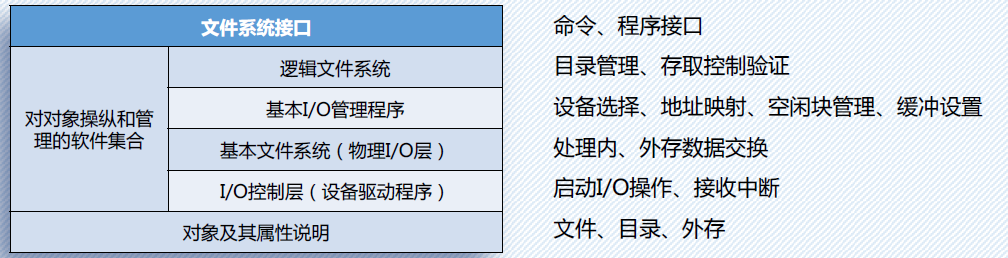 文件系统接口
命令、程序接口
对对象操纵和管
理的软件集合
逻辑文件系统
目录管理、存取控制验证
基本I/O管理程序
设备选择、地址映射、空闲块管理、缓冲设置
基本文件系统（物理I/O层）
处理内、外存数据交换
I/O控制层（设备驱动程序）
启动I/O操作、接收中断
对象及其属性说明
文件、目录、外存